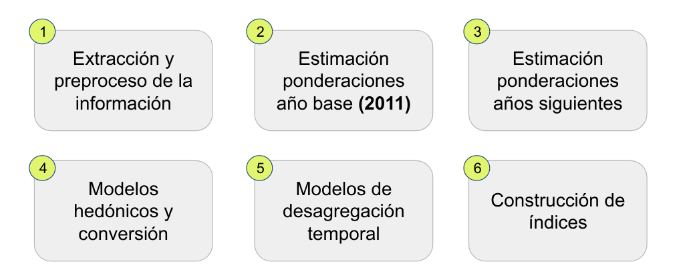 1
Extracción y
preproceso de la
información
2
Estimación
ponderaciones
año base (2011)
3
Estimación
ponderaciones
años siguientes
4
Modelos
hedónicos y
conversión
5
Modelos de
desagregación
temporal
6
Construcción de
índices